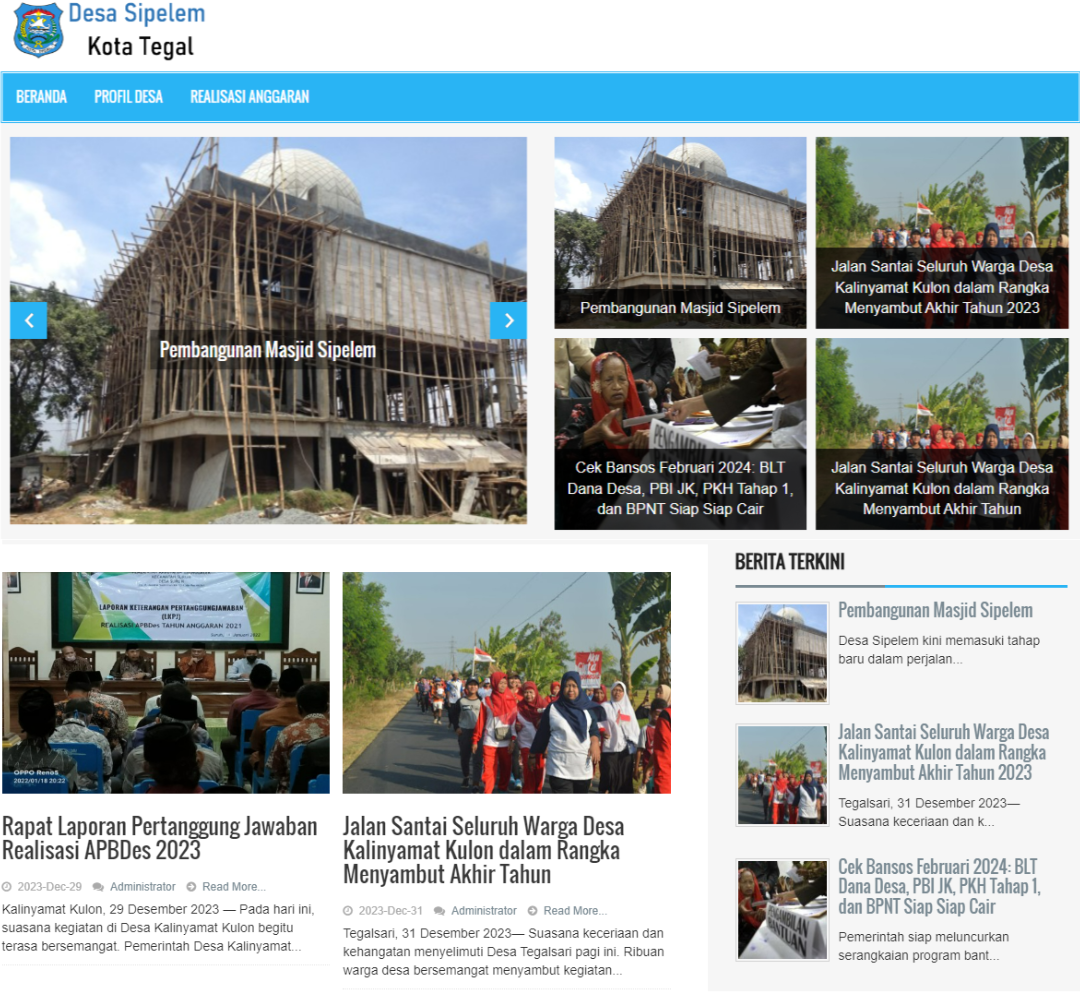 Desa Sipelem
Kota Tegal
BERANDA
PROFIL DESA
REALISASI ANGGARAN
Pembangunan Masjid Sipelem
Pembangunan Masjid Sipelem
Jalan Santai Seluruh Warga Desa
Kalinyamat Kulon dalam Rangka
Menyambut Akhir Tahun 2023
PENGAMBILAN
Cek Bansos Februari 2024: BLT
Dana Desa, PBI JK, PKH Tahap 1,
dan BPNT Siap Siap Cair
Jalan Santai Seluruh Warga Desa
Kalinyamat Kulon dalam Rangka
Menyambut Akhir Tahun
LAPORAN KETERANGAN PERTANGGUNGJAWABAN
(LKPJ)
REALISASI APBDes TAHUN ANGGARAN 2021
Januari 2022
OPPO Reno5
2022/01/18 20:22
Rapat Laporan Pertanggung Jawaban
Realisasi APBDes 2023
2023-Dec-29 Administrator Read More...
Kalinyamat Kulon, 29 Desember 2023 — Pada hari ini,
suasana kegiatan di Desa Kalinyamat Kulon begitu
terasa bersemangat. Pemerintah Desa Kalinyamat...
Jalan Santai Seluruh Warga Desa
Kalinyamat Kulon dalam Rangka
Menyambut Akhir Tahun
2023-Dec-31 Administrator Read More...
Tegalsari, 31 Desember 2023— Suasana keceriaan dan
kehangatan menyelimuti Desa Tegalsari pagi ini. Ribuan
warga desa bersemangat menyambut kegiatan...
BERITA TERKINI
Pembangunan Masjid Sipelem
Desa Sipelem kini memasuki tahap
baru dalam perjalan...
Jalan Santai Seluruh Warga Desa
Kalinyamat Kulon dalam Rangka
Menyambut Akhir Tahun 2023
Tegalsari, 31 Desember 2023—
Suasana keceriaan dan k...
PENGAMBILAN
BANTUAN
Cek Bansos Februari 2024: BLT
Dana Desa, PBI JK, PKH Tahap 1,
dan BPNT Siap Siap Cair
Pemerintah siap meluncurkan
serangkaian program bant...